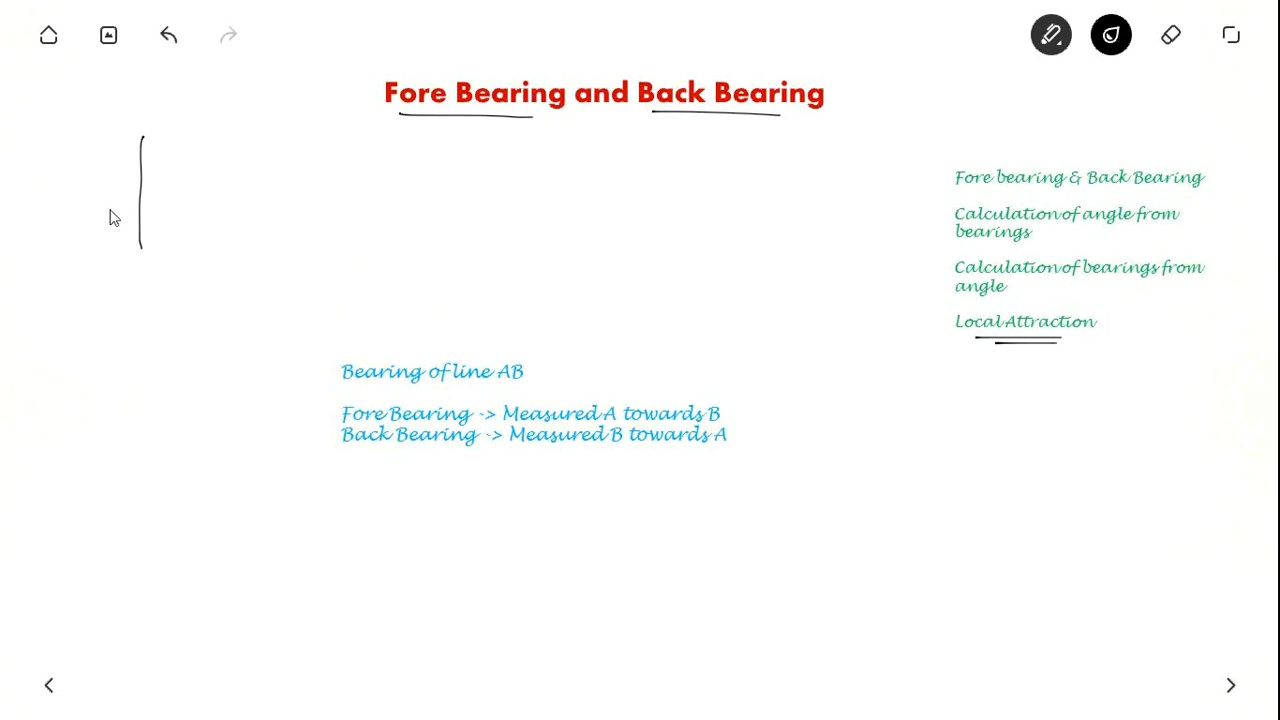 Fore Bearing and Back Bearing
Fore bearing & Back Bearing
Calculation of angle from
bearings
Calculation of bearings from
angle
Local Attraction
Bearing of line AB
Fore Bearing -> Measured A towards B
Back Bearing -> Measured B towards A